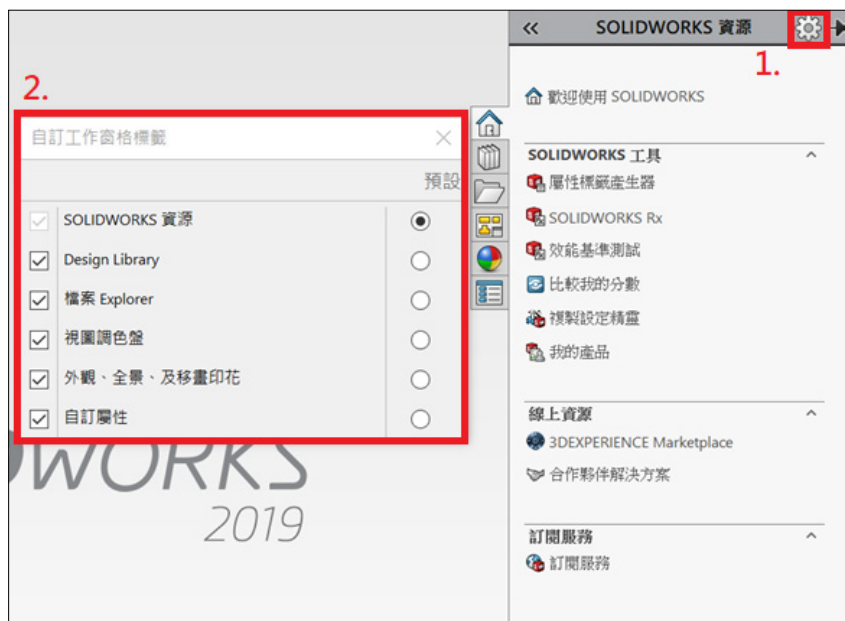 SOLIDWORKS 資源
1.
2.
自訂工作窗格標籤
預設
SOLIDWORKS 資源
Design Library
檔案 Explorer
視圖調色盤
外觀、全景、及移畫印花
自訂屬性
WORKS
2019
歡迎使用 SOLIDWORKS
SOLIDWORKS 工具
屬性標籤產生器
SOLIDWORKS Rx
效能基準測試
比較我的分數
複製設定精靈
我的產品
線上資源
3DEXPERIENCE Marketplace
合作夥伴解決方案
訂閱服務
訂閱服務